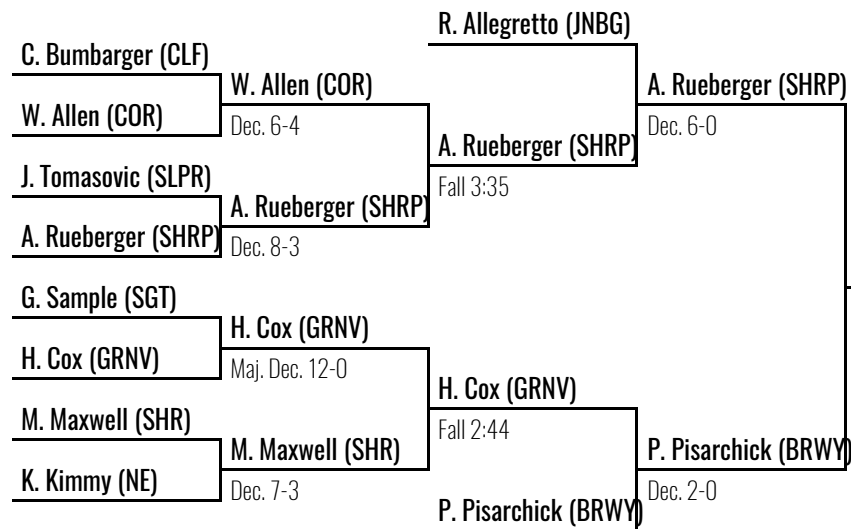 R. Allegretto (JNBG)
C. Bumbarger (CLF)
W. Allen (COR)
A. Rueberger (SHRP)
W. Allen (COR)
Dec. 6-4
Dec. 6-0
A. Rueberger (SHRP)
J. Tomasovic (SLPR)
Fall 3:35
A. Rueberger (SHRP)
A. Rueberger (SHRP)
Dec. 8-3
G. Sample (SGT)
H. Cox (GRNV)
H. Cox (GRNV)
Maj. Dec. 12-0
H. Cox (GRNV)
M. Maxwell (SHR)
Fall 2:44
M. Maxwell (SHR)
P. Pisarchick (BRWY)
K. Kimmy (NE)
Dec. 7-3
Dec. 2-0
P. Pisarchick (BRWY)